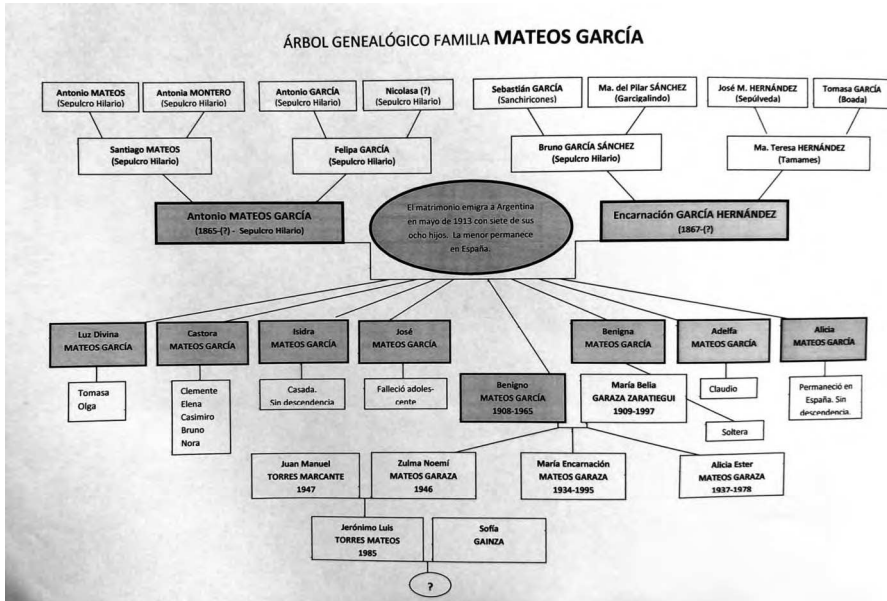 ÁRBOL GENEALÓGICO FAMILIA MATEOS GARCÍA
Antonio MATEOS
(Sepulcro Hilario)
Antonia MONTERO
(Sepulcro Hilario)
Antonio GARCÍA
(Sepulcro Hilario)
Nicolasa (?)
(Sepulcro Hilario)
Sebastián GARCÍA
(Sanchiricones)
Ma. del Pilar SÁNCHEZ
(Garcigalindo)
José M. HERNÁNDEZ
(Sepúlveda)
Tomasa GARCÍA
(Boada)
Santiago MATEOS
(Sepulcro Hilario)
Felipa GARCÍA
(Sepulcro Hilario)
Bruno GARCÍA SÁNCHEZ
(Sepulcro Hilario)
Ma. Teresa HERNÁNDEZ
(Tamames)
Antonio MATEOS GARCÍA
(1865-(?) - Sepulcro Hilario)
El matrimonio emigra a Argentina
en mayo de 1913 con siete de sus
ocho hijos. La menor permanece
en España.
Encarnación GARCÍA HERNÁNDEZ
(1867-(?)
Luz Divina
MATEOS GARCÍA
Castora
MATEOS GARCÍA
Isidra
MATEOS GARCÍA
José
MATEOS GARCÍA
Benigna
MATEOS GARCÍA
Adelfa
MATEOS GARCÍA
Alicia
MATEOS GARCÍA
Tomasa
Olga
Clemente
Elena
Casimiro
Bruno
Nora
Casada.
Sin descendencia
Falleció adoles-
cente
Benigno
MATEOS GARCÍA
1908-1965
María Belia
GARAZA ZARATIEGUI
1909-1997
Claudio
Permaneció en
España. Sin
descendencia.
Soltera
Juan Manuel
TORRES MARCANTE
1947
Zulma Noemí
MATEOS GARAZA
1946
María Encarnación
MATEOS GARAZA
1934-1995
Alicia Ester
MATEOS GARAZA
1937-1978
Jerónimo Luis
TORRES MATEOS
1985
Sofía
GAINZA
?